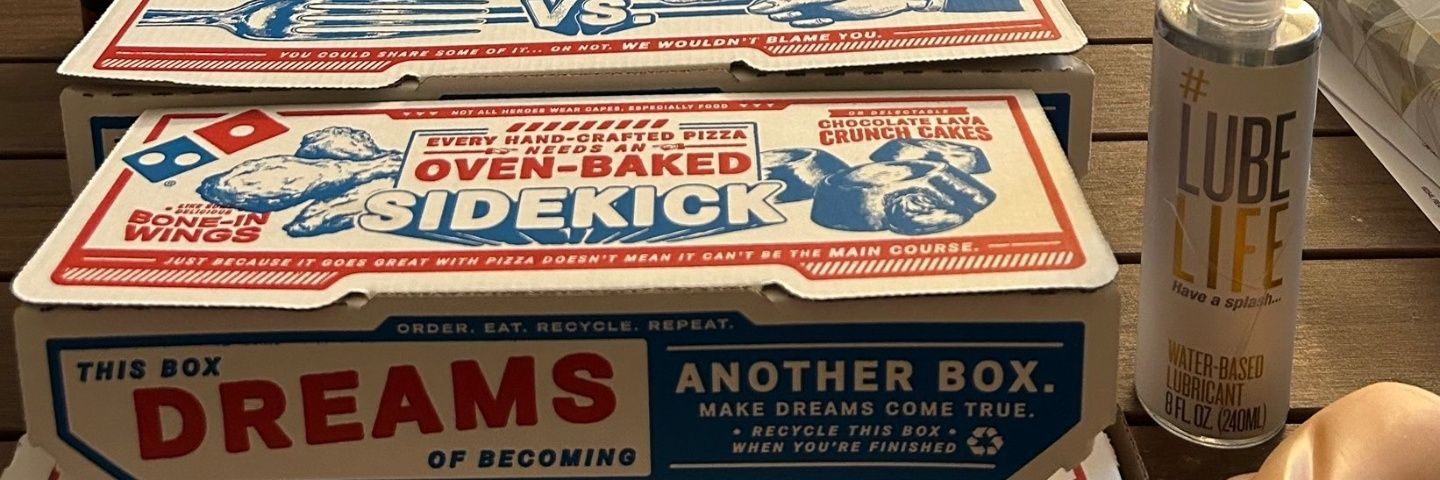 VS.
YOU COULD SHARE SOME OF IT... OR NOT. WE WOULDN'T BLAME YOU.
NOT ALL HEROES WEAR CAPES, ESPECIALLY FOOD
EVERY HAND-CRAFTED PIZZA
NEEDS AN
OVEN-BAKED
SIDEKICK
OR DELECTABLE
CHOCOLATE LAVA
CRUNCH CAKES
LIKE OUR
DELICIOUS
BONE-IN
WINGS
JUST BECAUSE IT GOES GREAT WITH PIZZA DOESN'T MEAN IT CAN'T BE THE MAIN COURSE.
ORDER. EAT. RECYCLE. REPEAT.
THIS BOX
DREAMS
OF BECOMING
ANOTHER BOX.
MAKE DREAMS COME TRUE.
• RECYCLE THIS BOX •
WHEN YOU'RE FINISHED
#
LUBE
LIFE
Have a splash...
WATER-BASED
LUBRICANT
8 FL. OZ. (240ML)